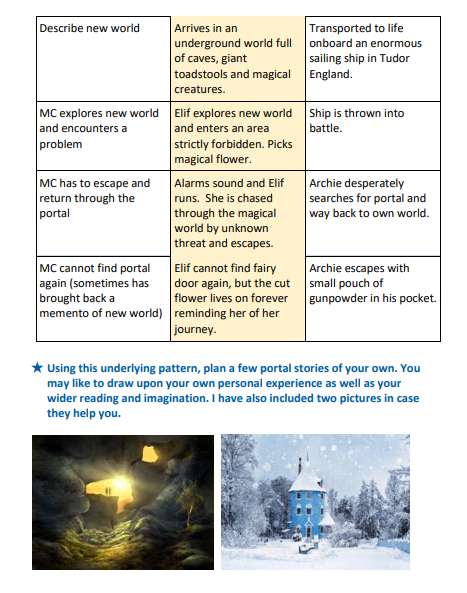 Describe new world
Arrives in an
underground world full
of caves, giant
toadstools and magical
creatures.
Transported to life
onboard an enormous
sailing ship in Tudor
England.
MC explores new world
and encounters a
problem
Elif explores new world
and enters an area
strictly forbidden. Picks
magical flower.
Ship is thrown into
battle.
MC has to escape and
return through the
portal
Alarms sound and Elif
runs.  She is chased
through the magical
world by unknown
threat and escapes.
Archie desperately
searches for portal and
way back to own world.
MC cannot find portal
again (sometimes has
brought back a
memento of new world)
Elif cannot find fairy
door again, but the cut
flower lives on forever
reminding her of her
journey.
Archie escapes with
small pouch of
gunpowder in his pocket.
★ Using this underlying pattern, plan a few portal stories of your own. You
may like to draw upon your own personal experience as well as your
wider reading and imagination. I have also included two pictures in case
they help you.